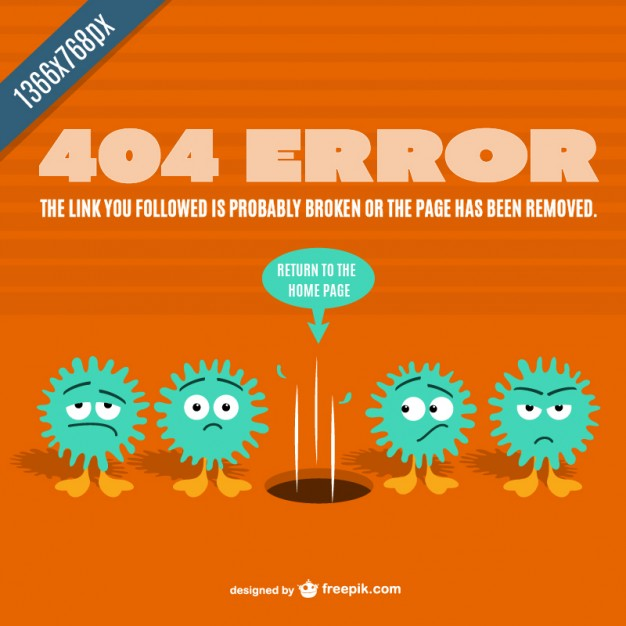 1366x768px
404 ERROR
THE LINK YOU FOLLOWED IS PROBABLY BROKEN OR THE PAGE HAS BEEN REMOVED.
RETURN TO THE
HOME PAGE
designed by freepik.com